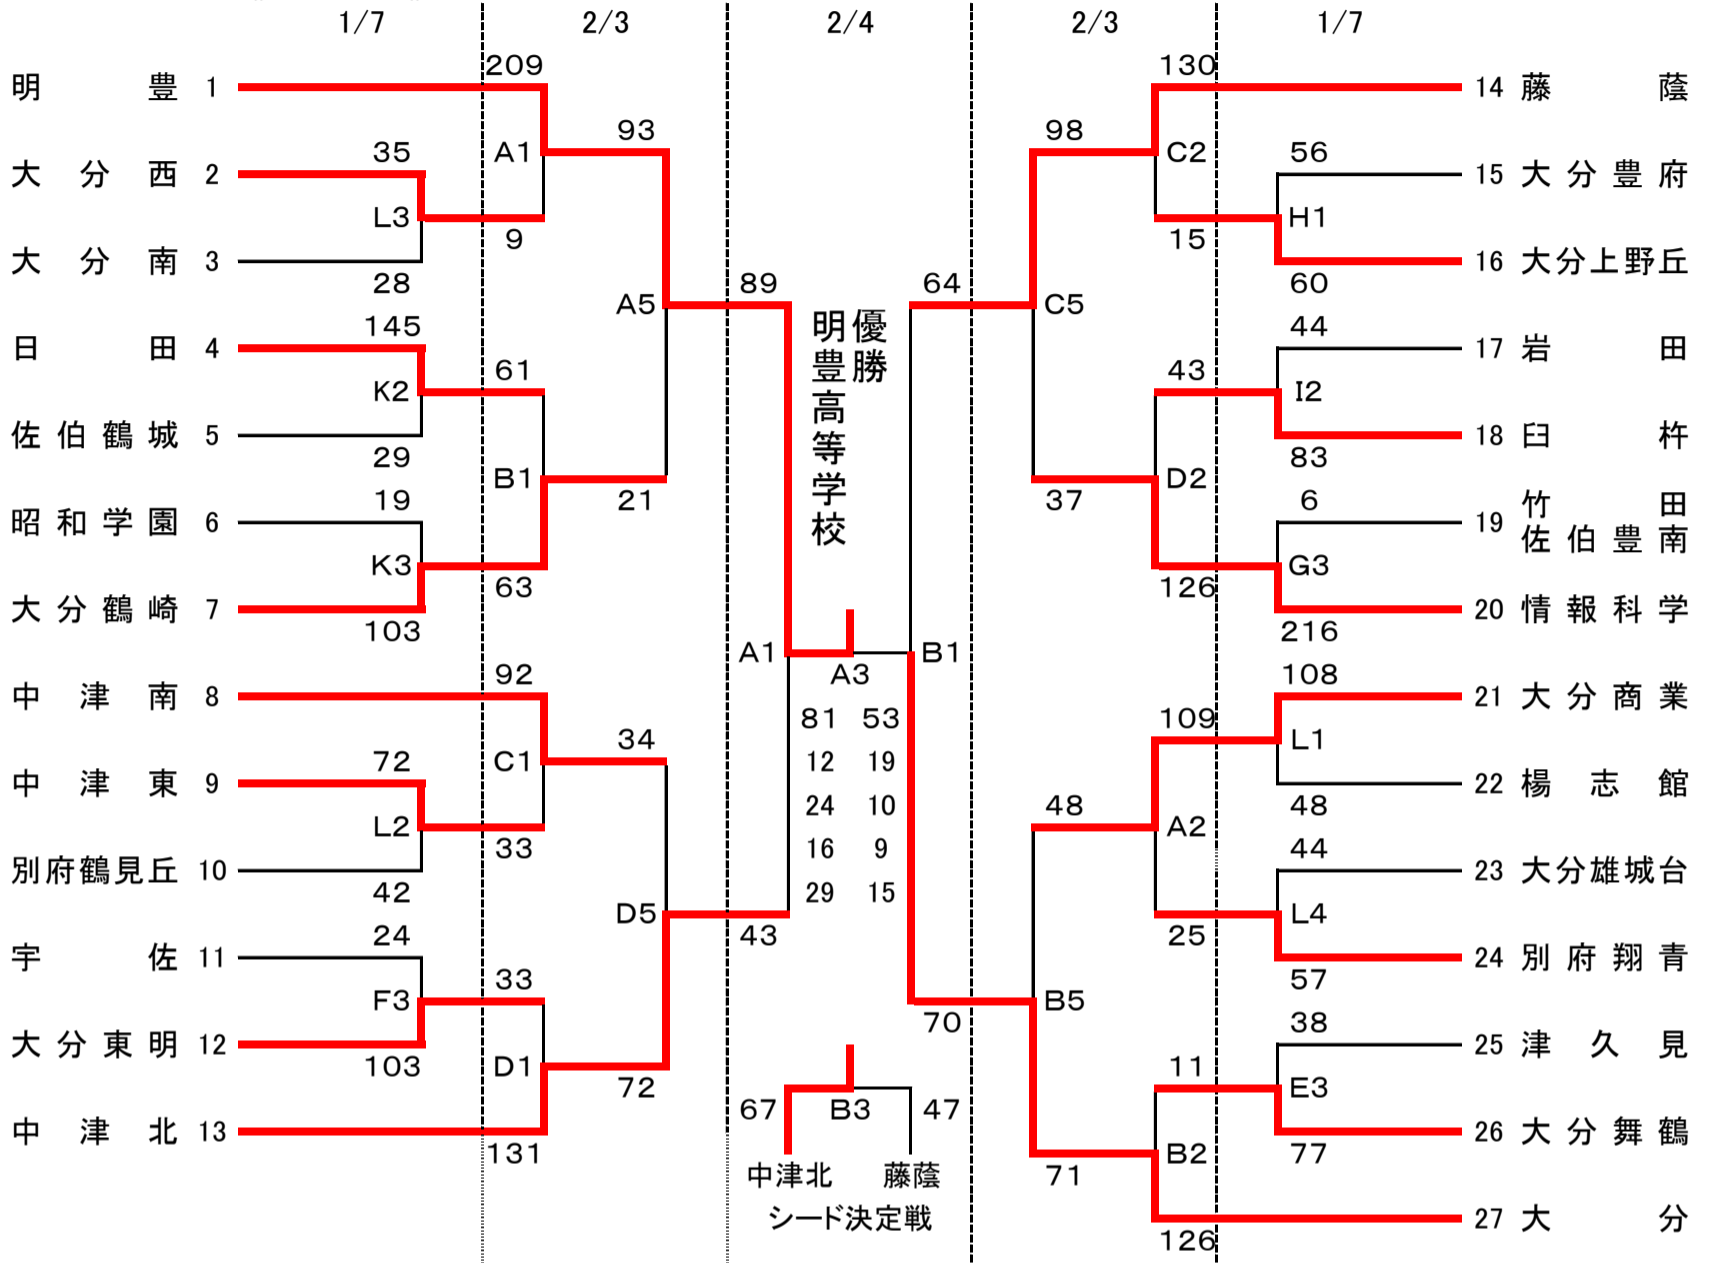 1/7 2/3 2/4 2/3 1/7
明豊 1
大分西 2
大分南 3
日田 4
佐伯鶴城 5
昭和学園 6
大分鶴崎 7
中津南 8
中津東 9
別府鶴見丘 10
宇佐 11
大分東明 12
中津北 13
35
L3
28
145
K2
29
19
K3
103
72
L2
42
24
F3
103
209
A1
9
61
B1
63
92
C1
33
33
D1
131
93
A5
21
34
D5
72
89
A1
43
優勝
明豊高等学校
A3
81 53
12 19
24 10
16 9
29 15
67 B3 47
中津北 藤蔭
シード決定戦
64
B1
70
98
C5
37
48
B5
71
130
C2
15
43
D2
126
109
A2
25
11
B2
126
56
H1
60
44
I2
83
6
G3
216
108
L1
48
44
L4
57
38
E3
77
14 藤蔭
15 大分豊府
16 大分上野丘
17 岩田
18 臼杵
19 竹田
佐伯豊南
20 情報科学
21 大分商業
22 楊志館
23 大分雄城台
24 別府翔青
25 津久見
26 大分舞鶴
27 大分